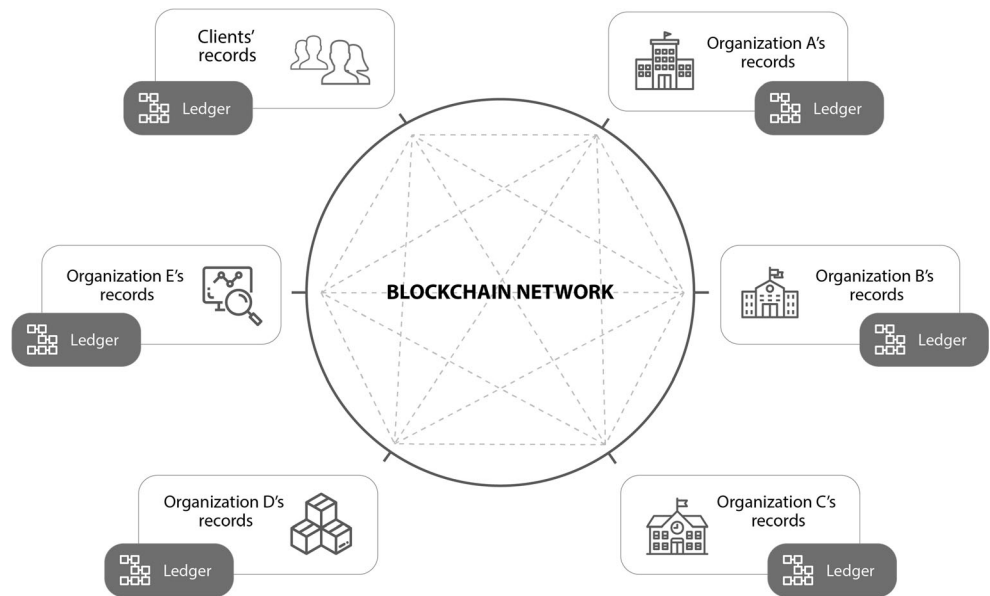 Clients'
records
Ledger
Organization A's
records
Ledger
Organization E's
records
Ledger
BLOCKCHAIN NETWORK
Organization B's
records
Ledger
Organization D's
records
Ledger
Organization C's
records
Ledger